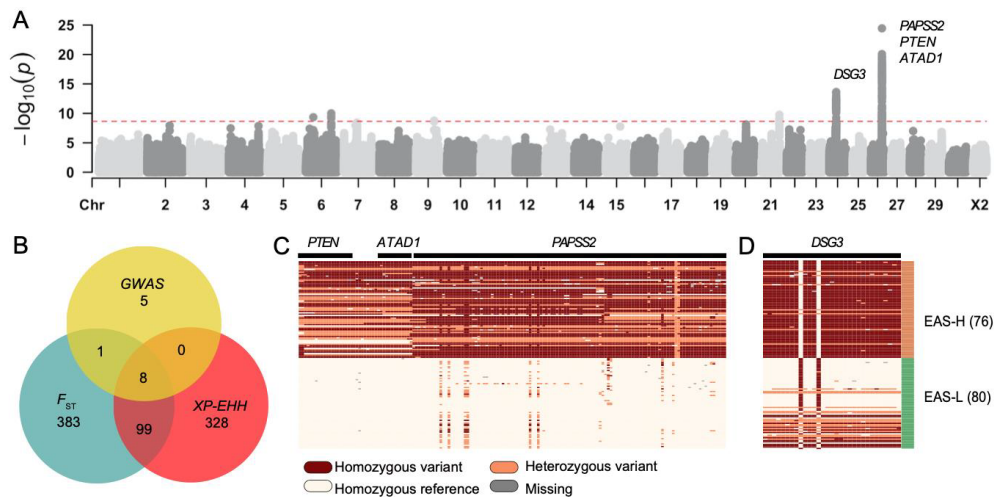 A
25
20
15
10
5
0
−log10(p)
PAPSS2
PTEN
ATAD1
DSG3
Chr 2 3 4 5 6 7 8 9 10 11 12 14 15 17 19 21 23 24 26 27 29 X2
B
GWAS
5
1
0
8
FST
383
99
XP-EHH
328
C
PTEN ATAD1 PAPSS2
D
DSG3
EAS-H (76)
EAS-L (80)
Homozygous variant
Heterozygous variant
Homozygous reference
Missing